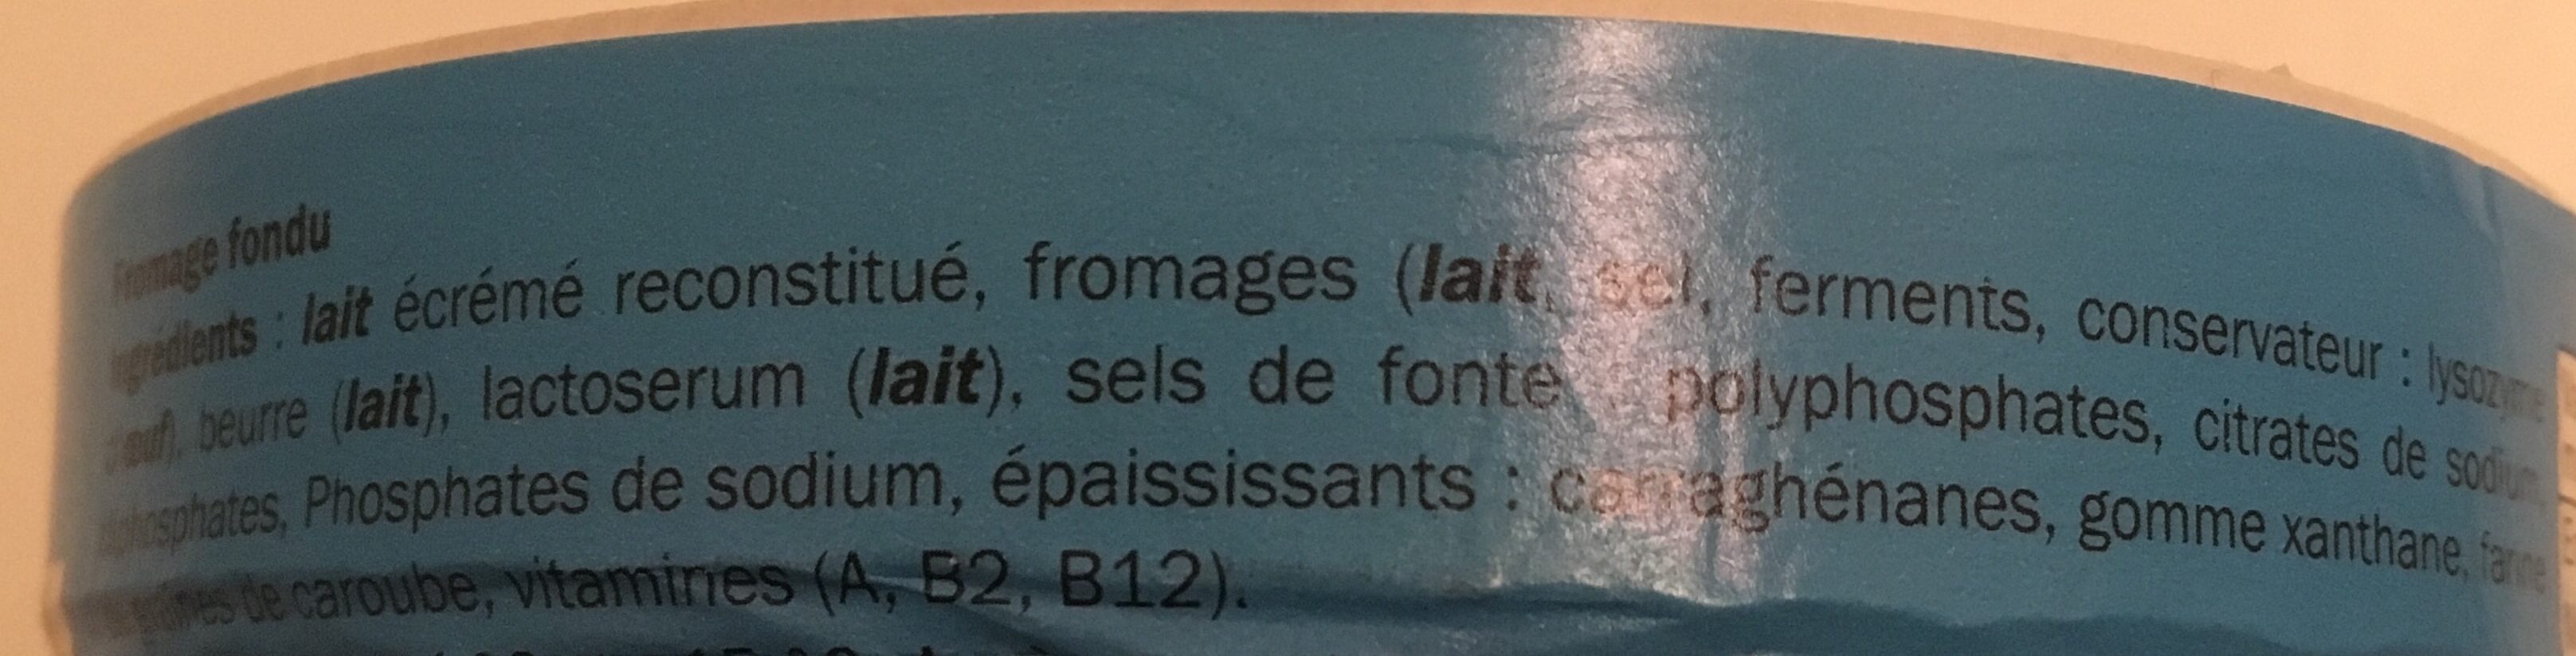 Fromage fondu
Ingrédients : lait écrémé reconstitué, fromages (lait, sel, ferments, conservateur : lysozyme
d'œuf), beurre (lait), lactoserum (lait), sels de fonte : polyphosphates, citrates de sodium,
Phosphates de sodium, épaississants : carraghénanes, gomme xanthane, farine
de graines de caroube, vitamines (A, B2, B12).